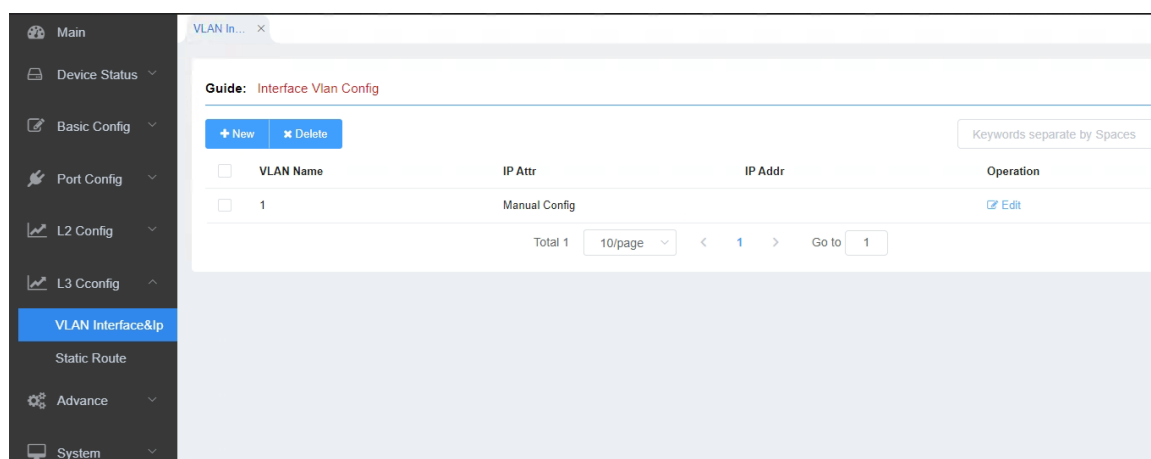 Main
Device Status
Basic Config
Port Config
L2 Config
L3 Cconfig
VLAN Interface&Ip
Static Route
Advance
System
VLAN In...
Guide: Interface Vlan Config
New Delete
Keywords separate by Spaces
VLAN Name IP Attr IP Addr Operation
1 Manual Config Edit
Total 1 10/page < 1 > Go to 1